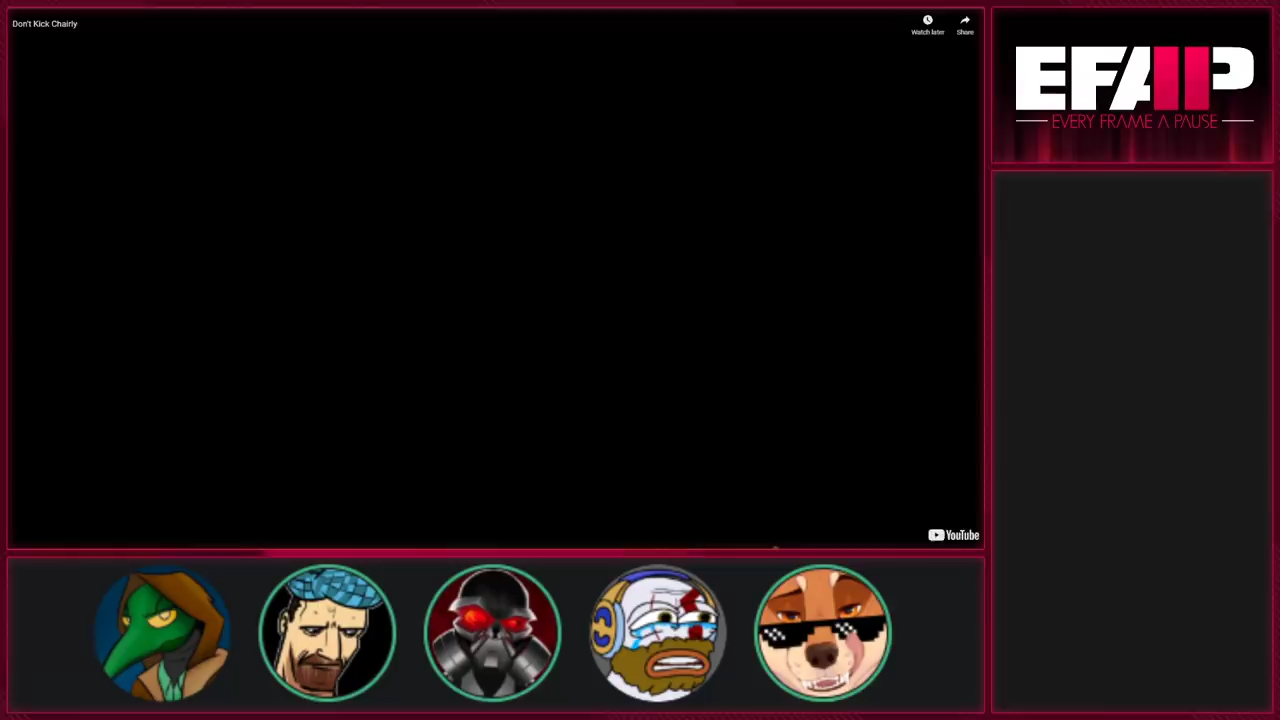 Don't Kick Chairly
Watch later
Share
EFAP
EVERY FRAME A PAUSE
YouTube